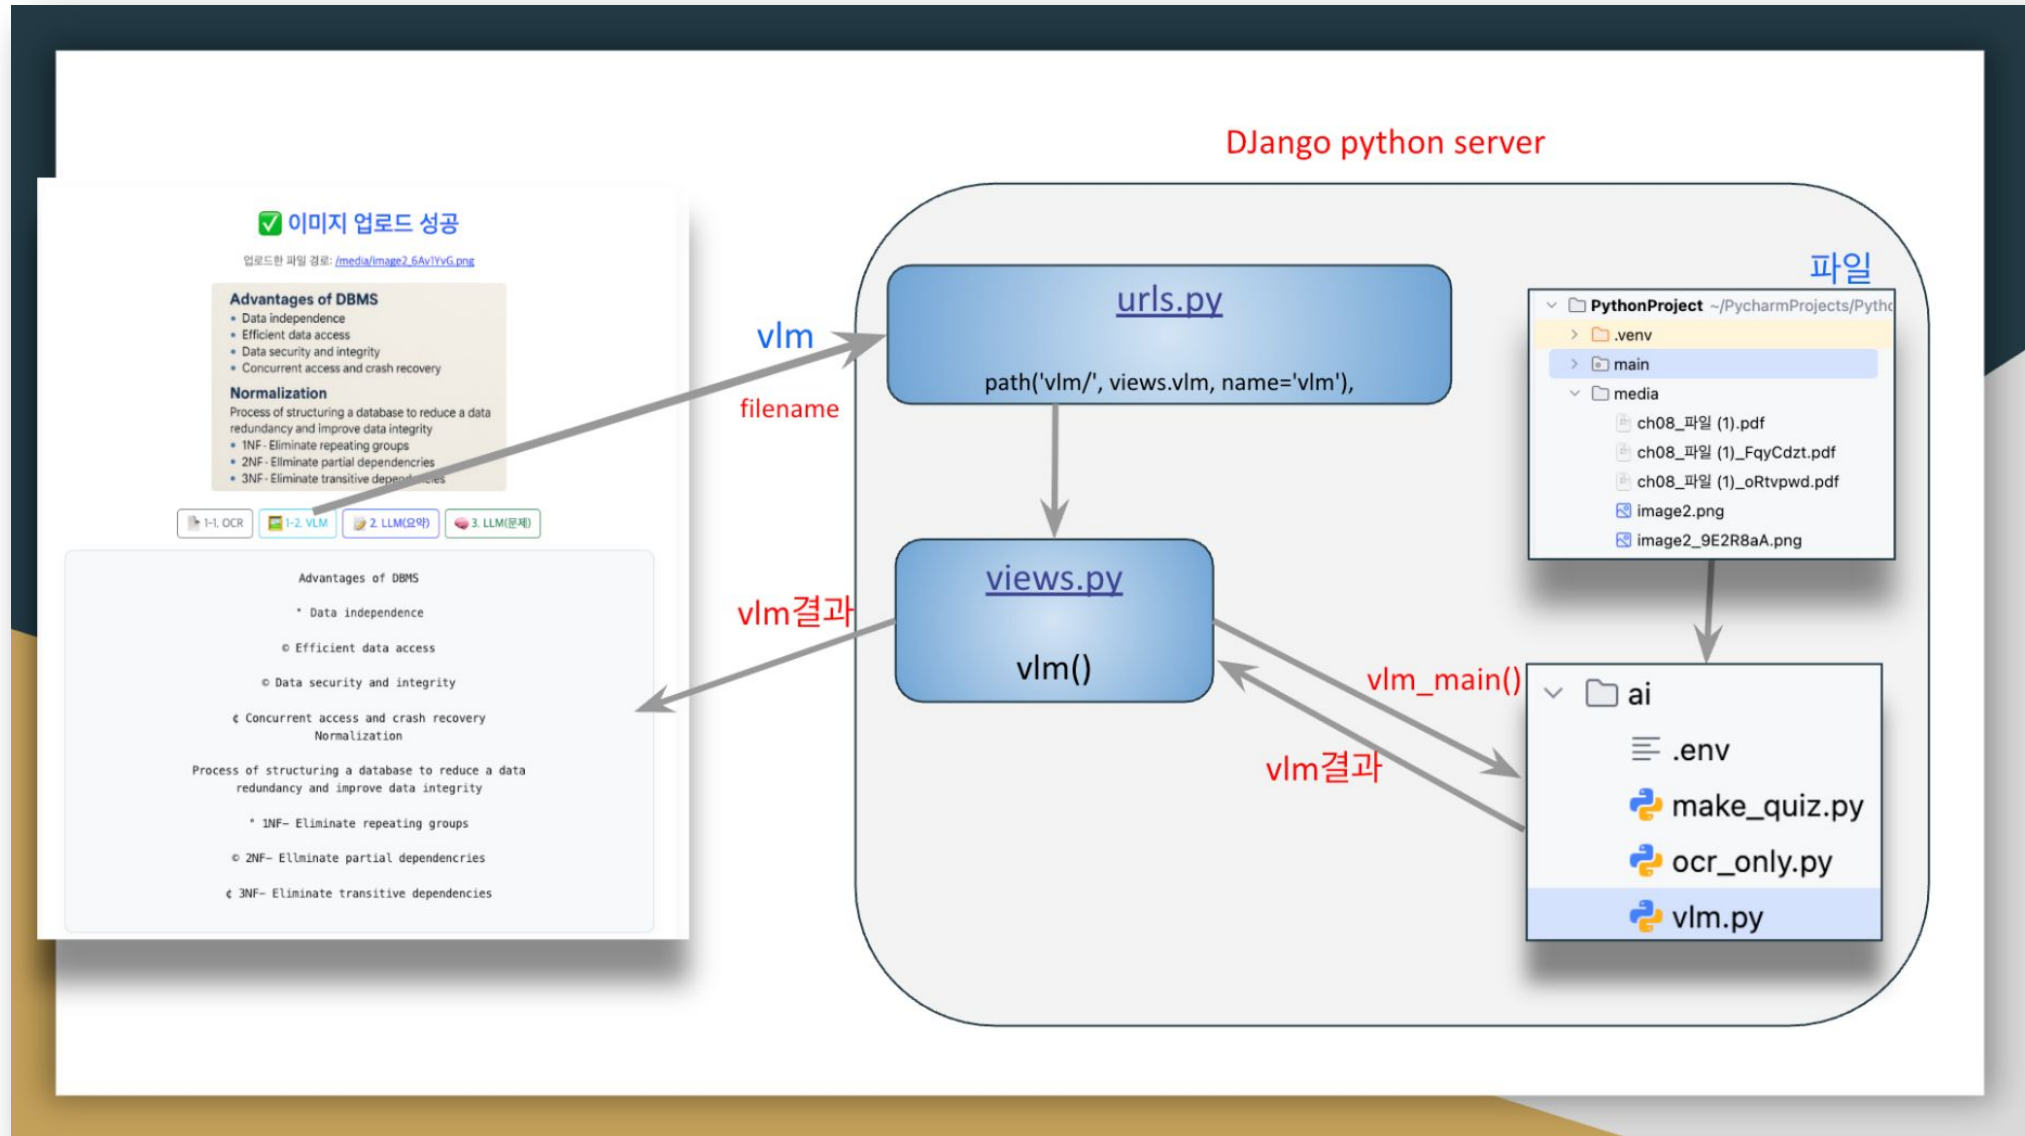 DJango python server
✅ 이미지 업로드 성공
업로드한 파일 경로: /media/image2_6Av1YvG.png
Advantages of DBMS
• Data independence
• Efficient data access
• Data security and integrity
• Concurrent access and crash recovery
Normalization
Process of structuring a database to reduce a data
redundancy and improve data integrity
• 1NF - Eliminate repeating groups
• 2NF - Ellminate partial dependencries
• 3NF - Eliminate transitive dependencies
1-1. OCR
1-2. VLM
2. LLM(요약)
3. LLM(문제)
Advantages of DBMS
° Data independence
© Efficient data access
© Data security and integrity
¢ Concurrent access and crash recovery
Normalization
Process of structuring a database to reduce a data
redundancy and improve data integrity
° 1NF– Eliminate repeating groups
© 2NF– Ellminate partial dependencries
¢ 3NF– Eliminate transitive dependencies
vlm
filename
urls.py
path('vlm/', views.vlm, name='vlm'),
views.py
vlm()
vlm결과
vlm_main()
vlm결과
파일
PythonProject ~/PycharmProjects/Pytho
.venv
main
media
ch08_파일 (1).pdf
ch08_파일 (1)_FqyCdzt.pdf
ch08_파일 (1)_oRtvpwd.pdf
image2.png
image2_9E2R8aA.png
ai
.env
make_quiz.py
ocr_only.py
vlm.py